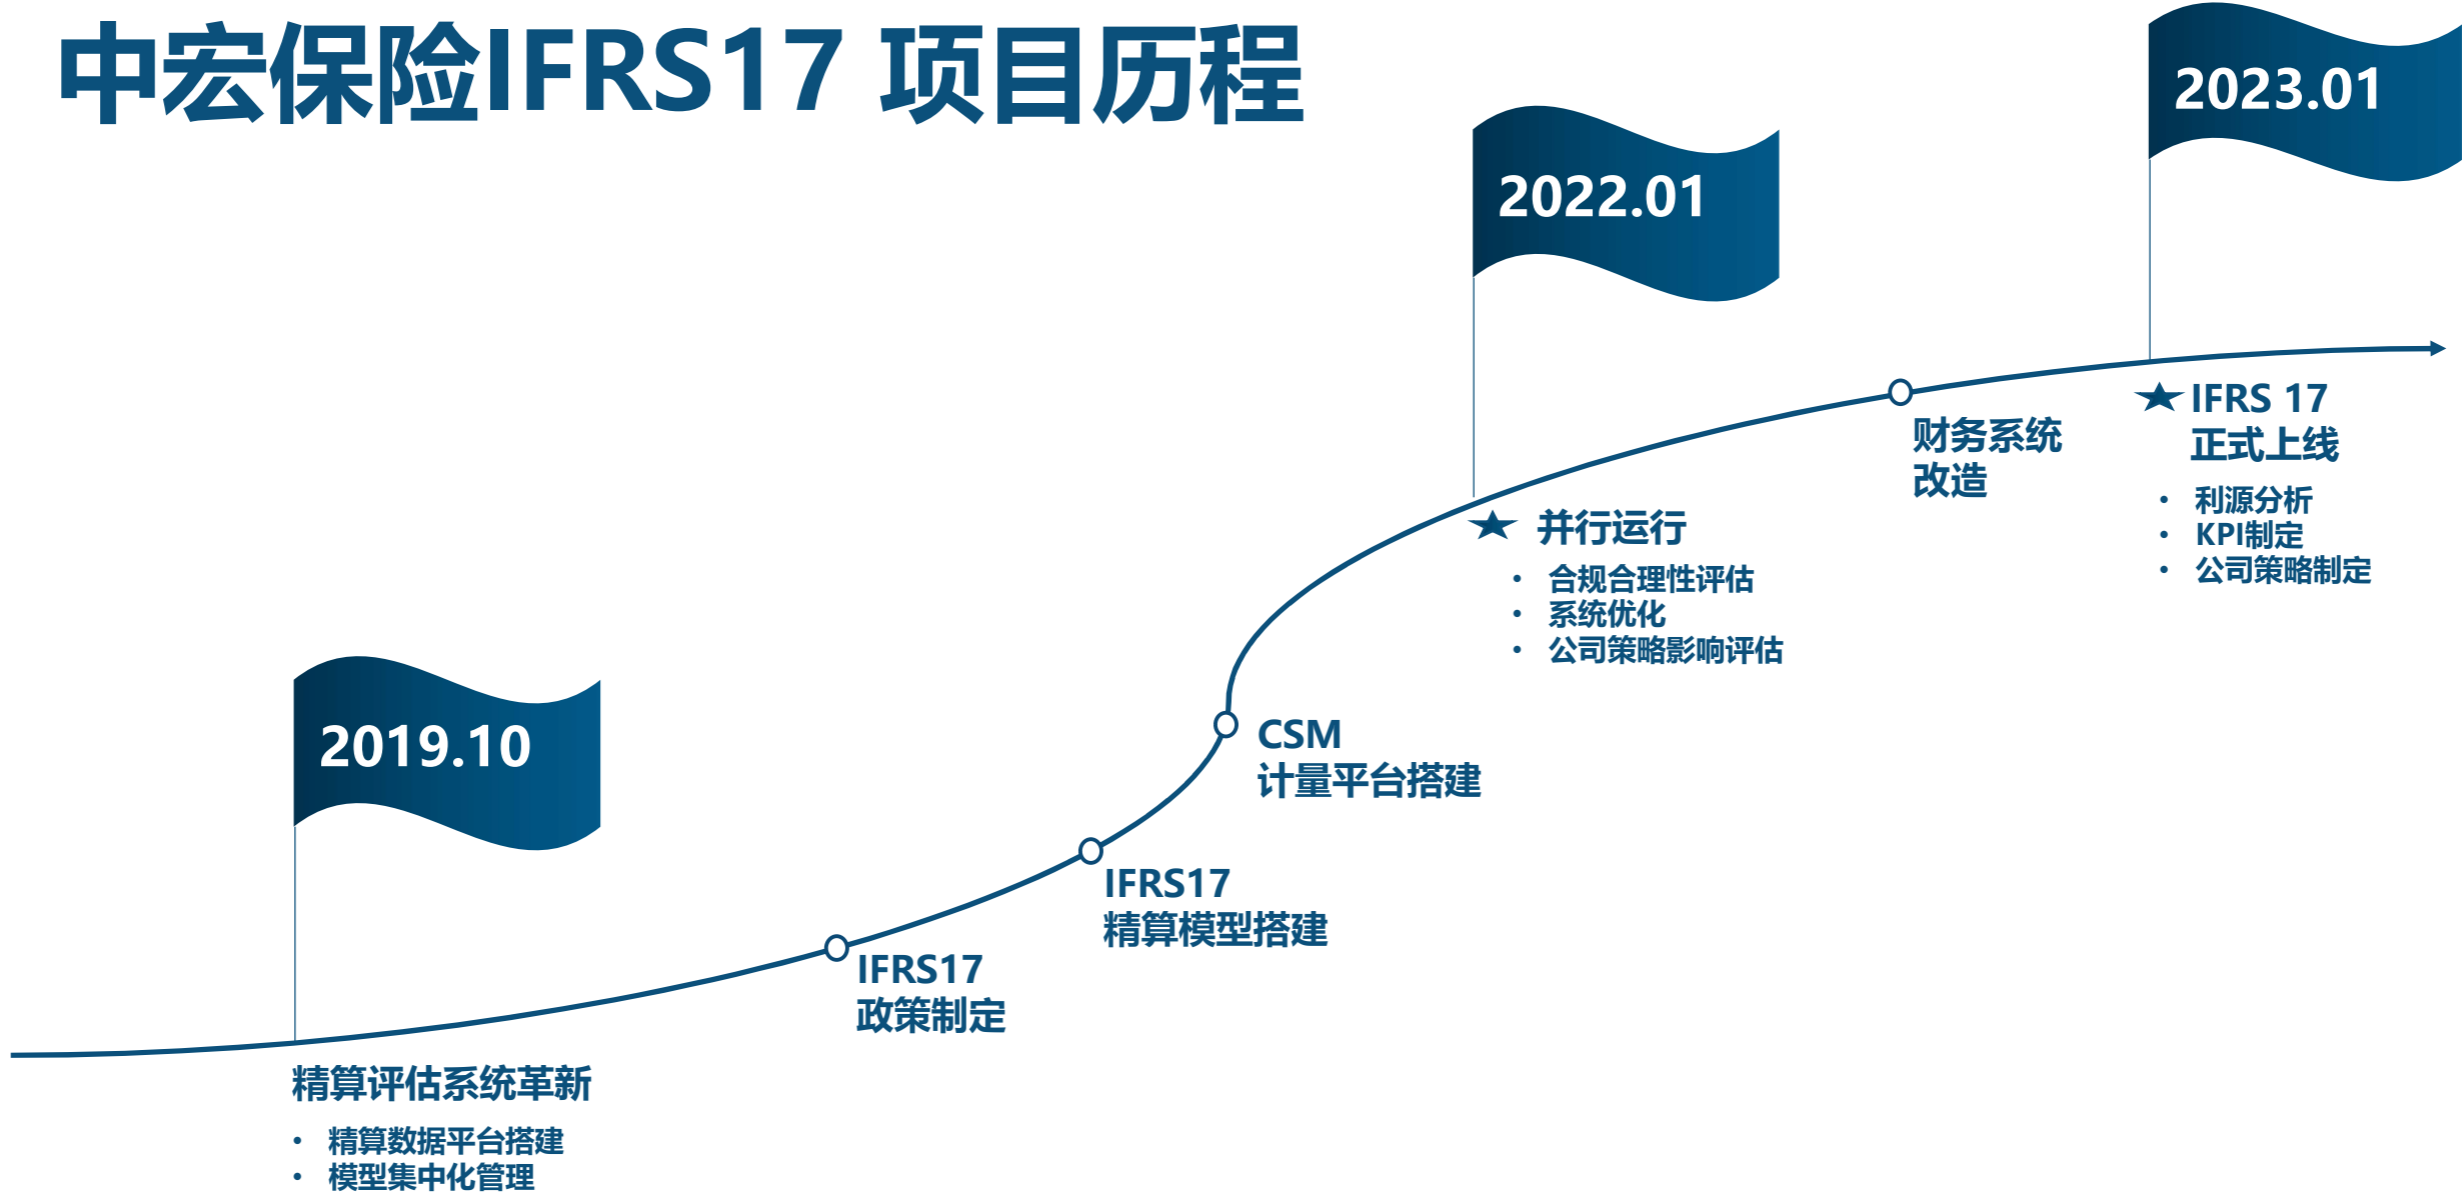 中宏保险IFRS17 项目历程
2019.10
精算评估系统革新
• 精算数据平台搭建
• 模型集中化管理
IFRS17
政策制定
IFRS17
精算模型搭建
CSM
计量平台搭建
2022.01
并行运行
• 合规合理性评估
• 系统优化
• 公司策略影响评估
财务系统
改造
2023.01
IFRS 17
正式上线
• 利源分析
• KPI制定
• 公司策略制定